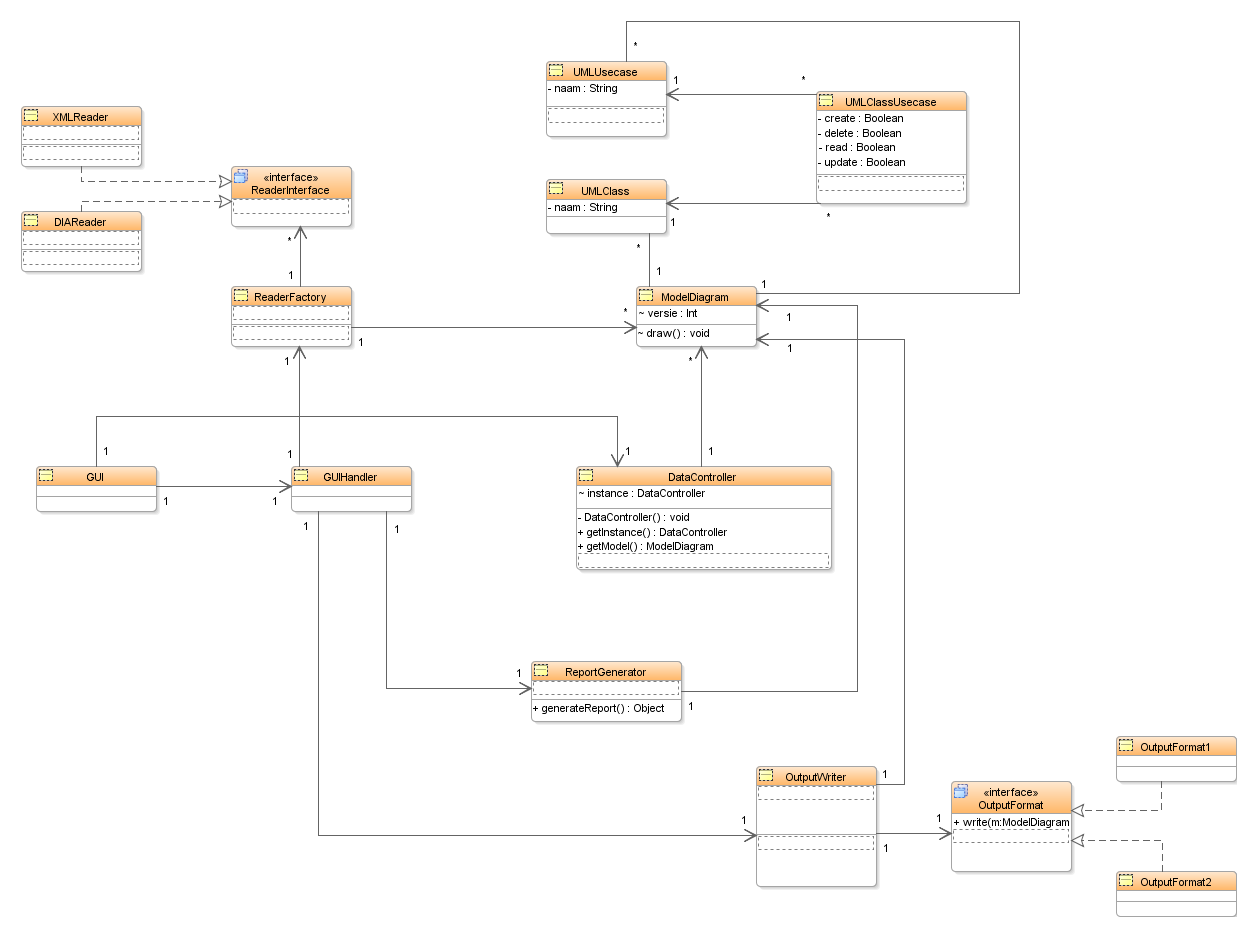 *
UMLUsecase
- naam : String
1
*
UMLClassUsecase
- create : Boolean
- delete : Boolean
- read : Boolean
- update : Boolean
*
XMLReader
DIAReader
«interface»
ReaderInterface
*
1
UMLClass
- naam : String
1
*
1
ReaderFactory
1
*
ModelDiagram
~ versie : Int
~ draw() : void
1
1
1
*
1
1
1
1
GUI
1
1
GUIHandler
1
1
1
DataController
~ instance : DataController
- DataController() : void
+ getInstance() : DataController
+ getModel() : ModelDiagram
1
ReportGenerator
+ generateReport() : Object
1
1
OutputWriter
1
1
1
«interface»
OutputFormat
+ write(m:ModelDiagram
OutputFormat1
OutputFormat2